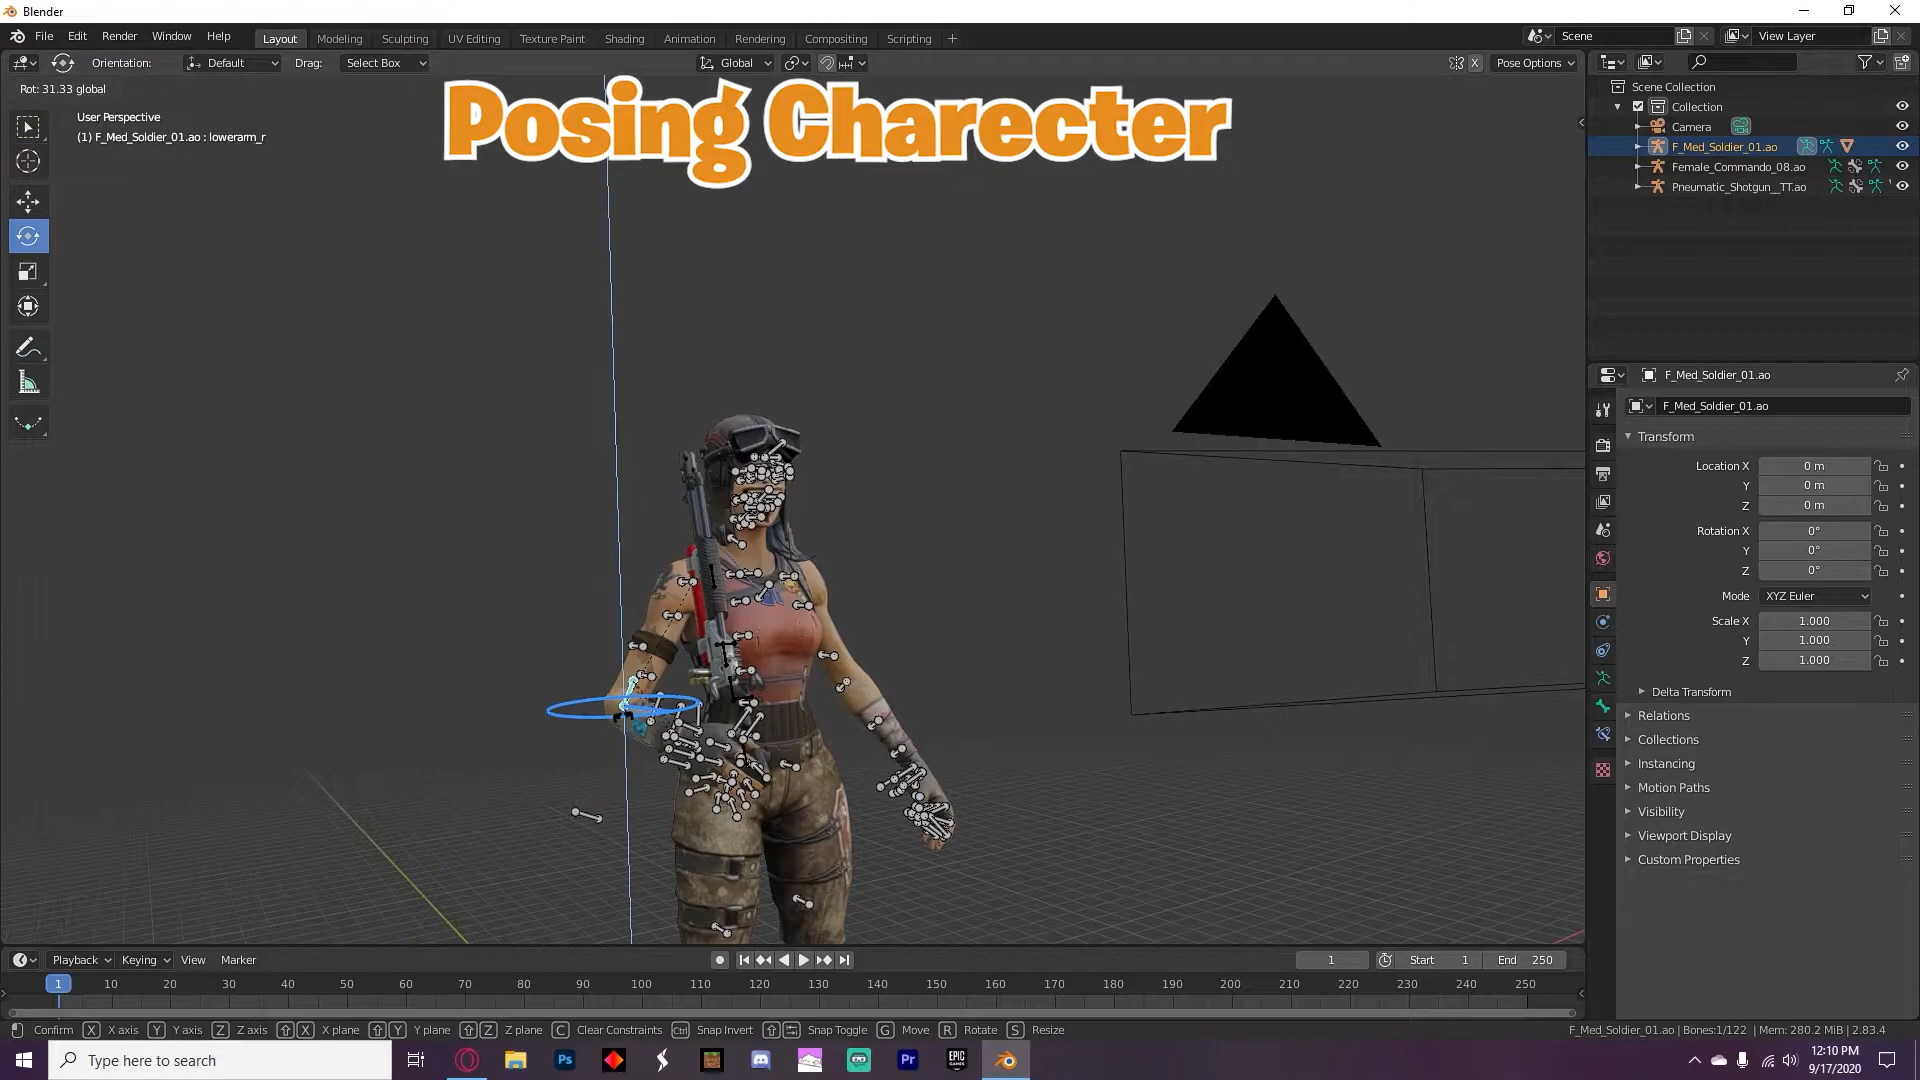 Blender
File Edit Render Window Help
Layout Modeling Sculpting UV Editing Texture Paint Shading Animation Rendering Compositing Scripting
Scene
View Layer
Orientation: Default Drag: Select Box
Global
X Pose Options
Rot: 31.33 global
User Perspective
(1) F_Med_Soldier_01.ao : lowerarm_r
Posing Charecter
Scene Collection
Collection
Camera
F_Med_Soldier_01.ao
Female_Commando_08.ao
Pneumatic_Shotgun__TT.ao
F_Med_Soldier_01.ao
F_Med_Soldier_01.ao
Transform
Location X 0 m
Y 0 m
Z 0 m
Rotation X 0°
Y 0°
Z 0°
Mode XYZ Euler
Scale X 1.000
Y 1.000
Z 1.000
Delta Transform
Relations
Collections
Instancing
Motion Paths
Visibility
Viewport Display
Custom Properties
Playback Keying View Marker
1 Start 1 End 250
1 10 20 30 40 50 60 70 80 90 100 110 120 130 140 150 160 170 180 190 200 210 220 230 240 250
Confirm X X axis Y Y axis Z Z axis X X plane Y Y plane Z Z plane C Clear Constraints Ctrl Snap Invert Snap Toggle G Move R Rotate S Resize
F_Med_Soldier_01.ao | Bones:1/122 | Mem: 280.2 MiB | 2.83.4
Type here to search
Ps
Pr
EPIC GAMES
12:10 PM
9/17/2020